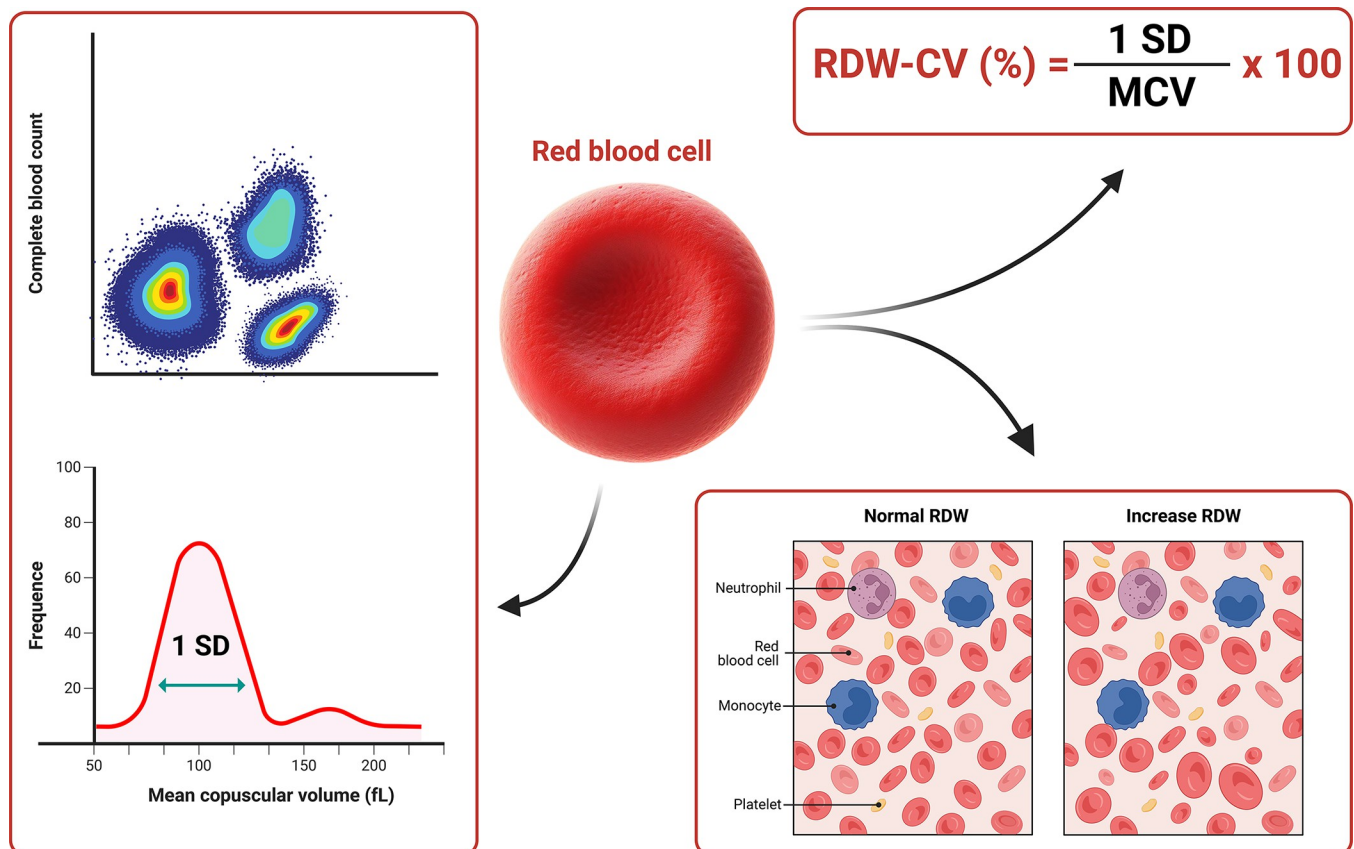 Complete blood count
100
80
60
40
20
Frequence
1 SD
50 100 150 200
Mean copuscular volume (fL)
Red blood cell
RDW-CV (%) = 1 SD
MCV x 100
Normal RDW
Increase RDW
Neutrophil
Red
blood cell
Monocyte
Platelet